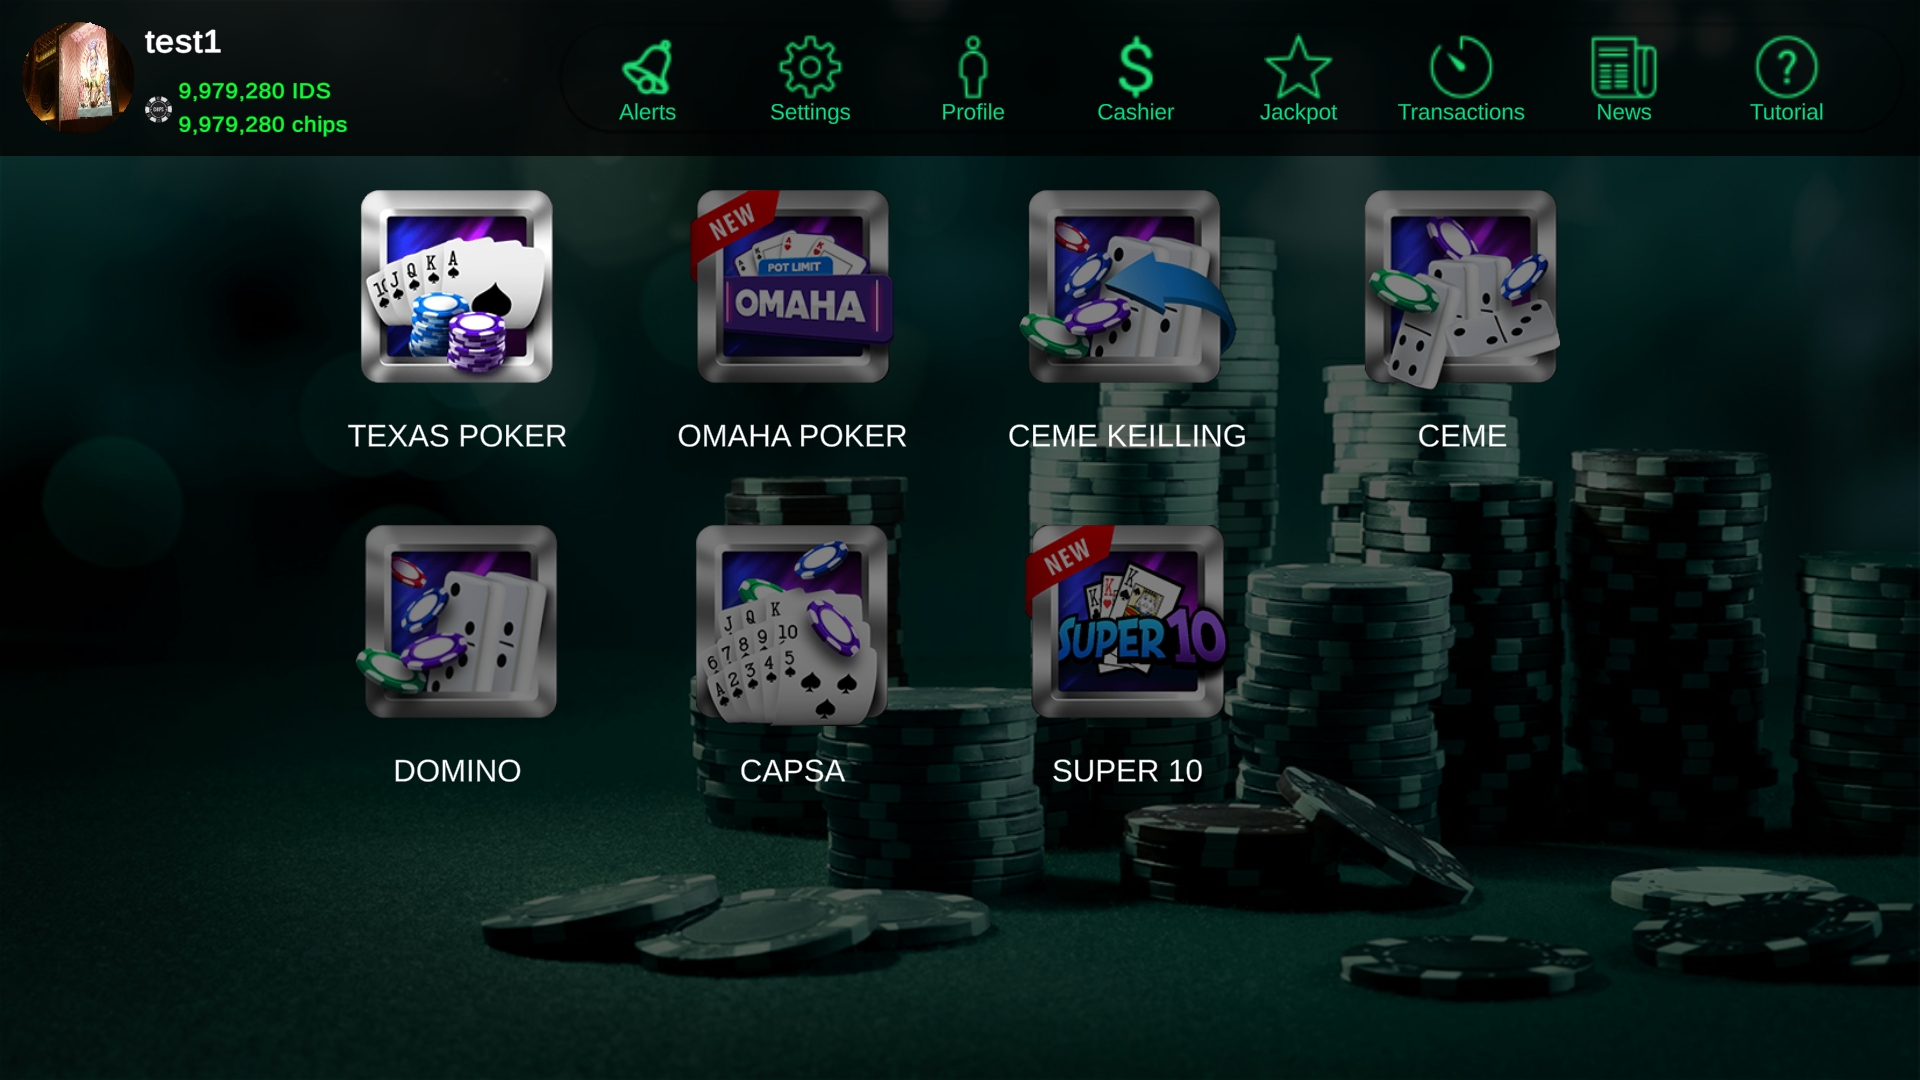 test1
9,979,280 IDS
9,979,280 chips
Alerts
Settings
Profile
Cashier
Jackpot
Transactions
News
Tutorial
NEW
POT LIMIT
OMAHA
TEXAS POKER
OMAHA POKER
CEME KEILLING
CEME
NEW
SUPER 10
DOMINO
CAPSA
SUPER 10